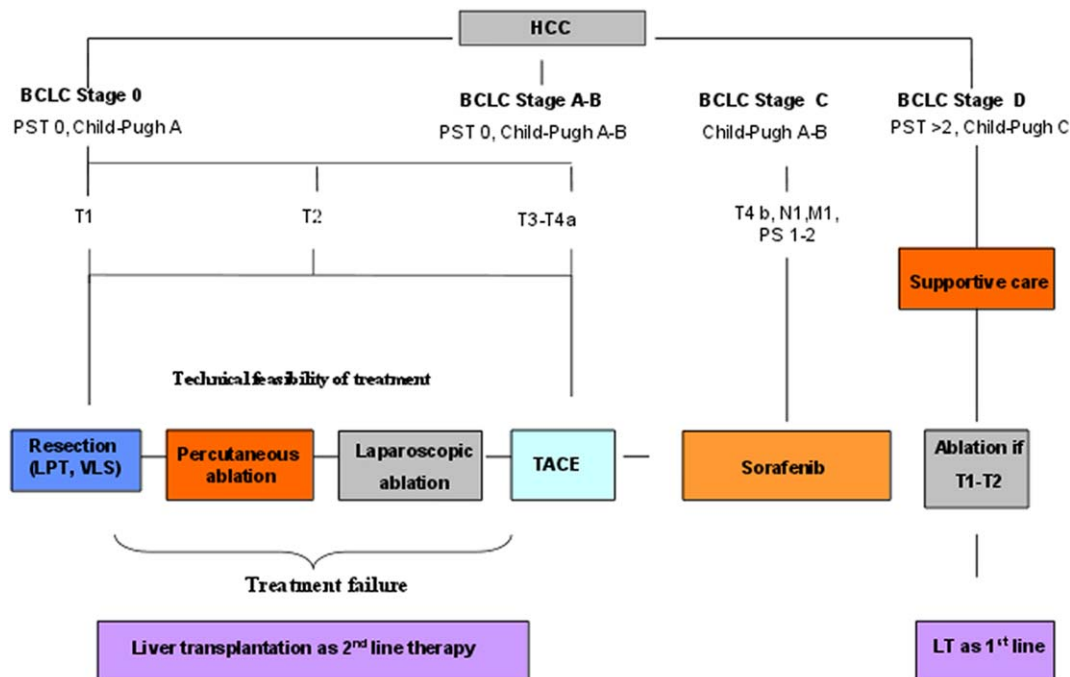 HCC
BCLC Stage 0
PST 0, Child-Pugh A
BCLC Stage A-B
PST 0, Child-Pugh A-B
BCLC Stage C
Child-Pugh A-B
BCLC Stage D
PST >2, Child-Pugh C
T1
T2
T3-T4a
T4 b, N1,M1,
PS 1-2
Supportive care
Technical feasibility of treatment
Resection
(LPT, VLS)
Percutaneous
ablation
Laparoscopic
ablation
TACE
Sorafenib
Ablation if
T1-T2
Treatment failure
Liver transplantation as 2nd line therapy
LT as 1st line